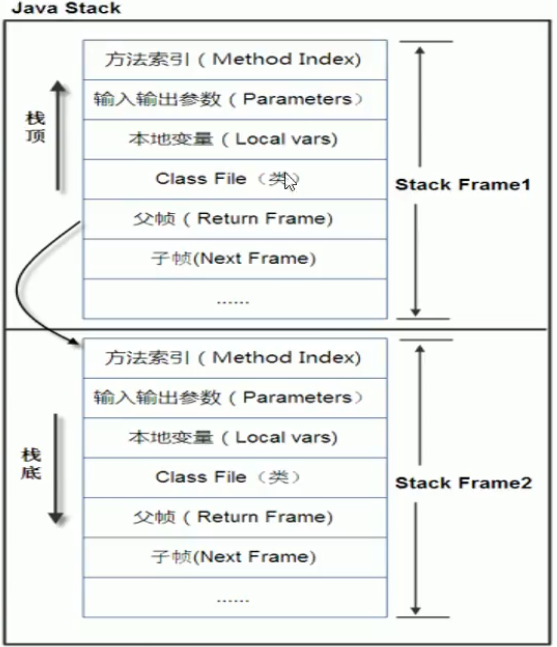 Java Stack
方法索引 ( Method Index)
输入输出参数 ( Parameters）
本地变量 ( Local vars)
Class File（类）
父帧 ( Return Frame)
子帧(Next Frame)
......
栈顶
Stack Frame1
方法索引 ( Method Index)
输入输出参数 ( Parameters）
本地变量 ( Local vars)
Class File（类）
父帧 ( Return Frame)
子帧(Next Frame)
......
栈底
Stack Frame2